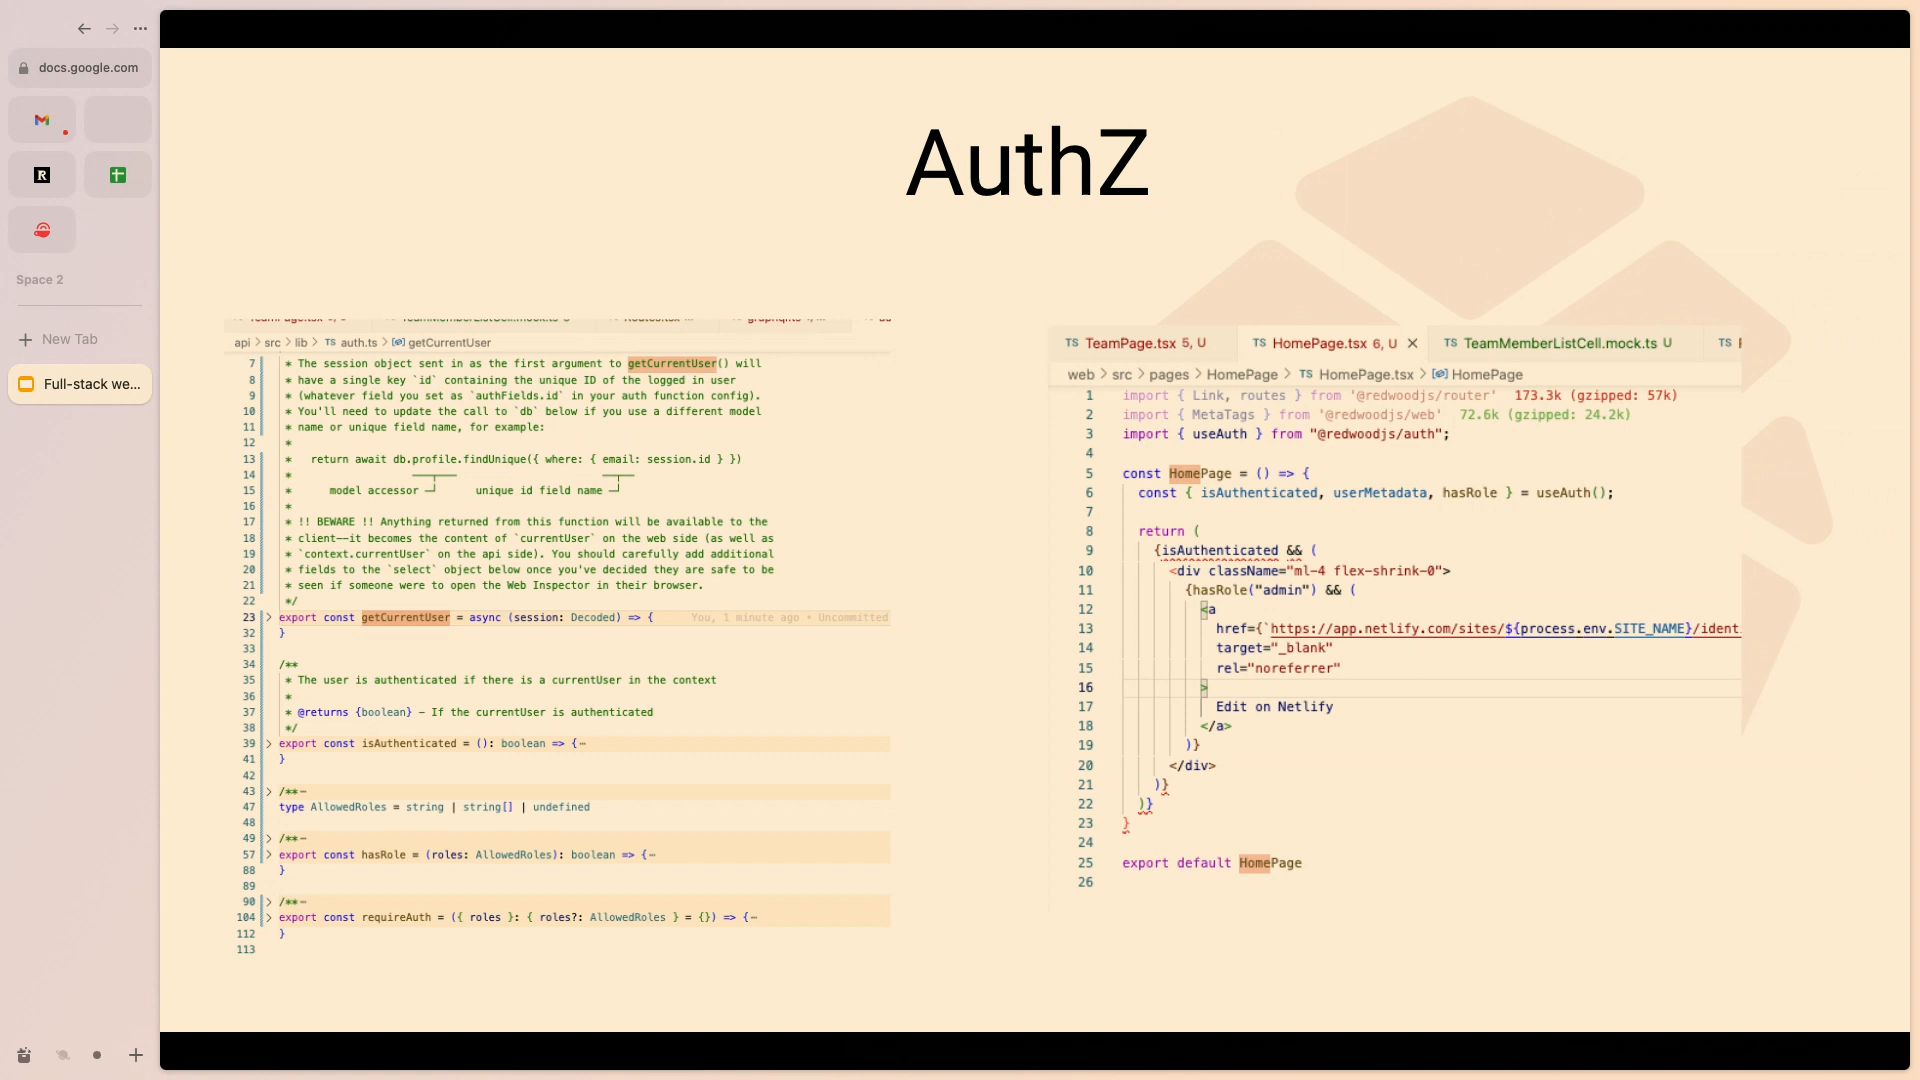 docs.google.com
Space 2
New Tab
Full-stack we...
AuthZ
api > src > lib > TS auth.ts > getCurrentUser
7 * The session object sent in as the first argument to getCurrentUser() will
8 * have a single key `id` containing the unique ID of the logged in user
9 * (whatever field you set as `authFields.id` in your auth function config).
10 * You'll need to update the call to `db` below if you use a different model
11 * name or unique field name, for example:
12 *
13 * return await db.profile.findUnique({ where: { email: session.id } })
14 *
15 * model accessor ─┘ unique id field name ─┘
16 *
17 * !! BEWARE !! Anything returned from this function will be available to the
18 * client--it becomes the content of `currentUser` on the web side (as well as
19 * `context.currentUser` on the api side). You should carefully add additional
20 * fields to the `select` object below once you've decided they are safe to be
21 * seen if someone were to open the Web Inspector in their browser.
22 */
23 > export const getCurrentUser = async (session: Decoded) => { You, 1 minute ago • Uncommitted
32 }
33
34 /**
35 * The user is authenticated if there is a currentUser in the context
36 *
37 * @returns {boolean} - If the currentUser is authenticated
38 */
39 > export const isAuthenticated = (): boolean => {⋯
41 }
42
43 > /**⋯
47 type AllowedRoles = string | string[] | undefined
48
49 > /**⋯
57 > export const hasRole = (roles: AllowedRoles): boolean => {⋯
88 }
89
90 > /**⋯
104 > export const requireAuth = ({ roles }: { roles?: AllowedRoles } = {}) => {⋯
112 }
113
TS TeamPage.tsx 5, U TS HomePage.tsx 6, U × TS TeamMemberListCell.mock.ts U TS
web > src > pages > HomePage > TS HomePage.tsx > HomePage
1 import { Link, routes } from '@redwoodjs/router' 173.3k (gzipped: 57k)
2 import { MetaTags } from '@redwoodjs/web' 72.6k (gzipped: 24.2k)
3 import { useAuth } from "@redwoodjs/auth";
4
5 const HomePage = () => {
6 const { isAuthenticated, userMetadata, hasRole } = useAuth();
7
8 return (
9 {isAuthenticated && (
10 <div className="ml-4 flex-shrink-0">
11 {hasRole("admin") && (
12 <a
13 href={`https://app.netlify.com/sites/${process.env.SITE_NAME}/ident
14 target="_blank"
15 rel="noreferrer"
16 >
17 Edit on Netlify
18 </a>
19 )}
20 </div>
21 )}
22 )}
23 }
24
25 export default HomePage
26